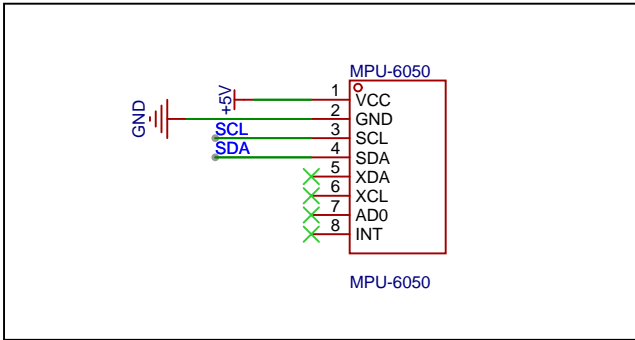 MPU-6050
+5V
1 VCC
GND
2 GND
SCL
3 SCL
SDA
4 SDA
5 XDA
6 XCL
7 AD0
8 INT
MPU-6050